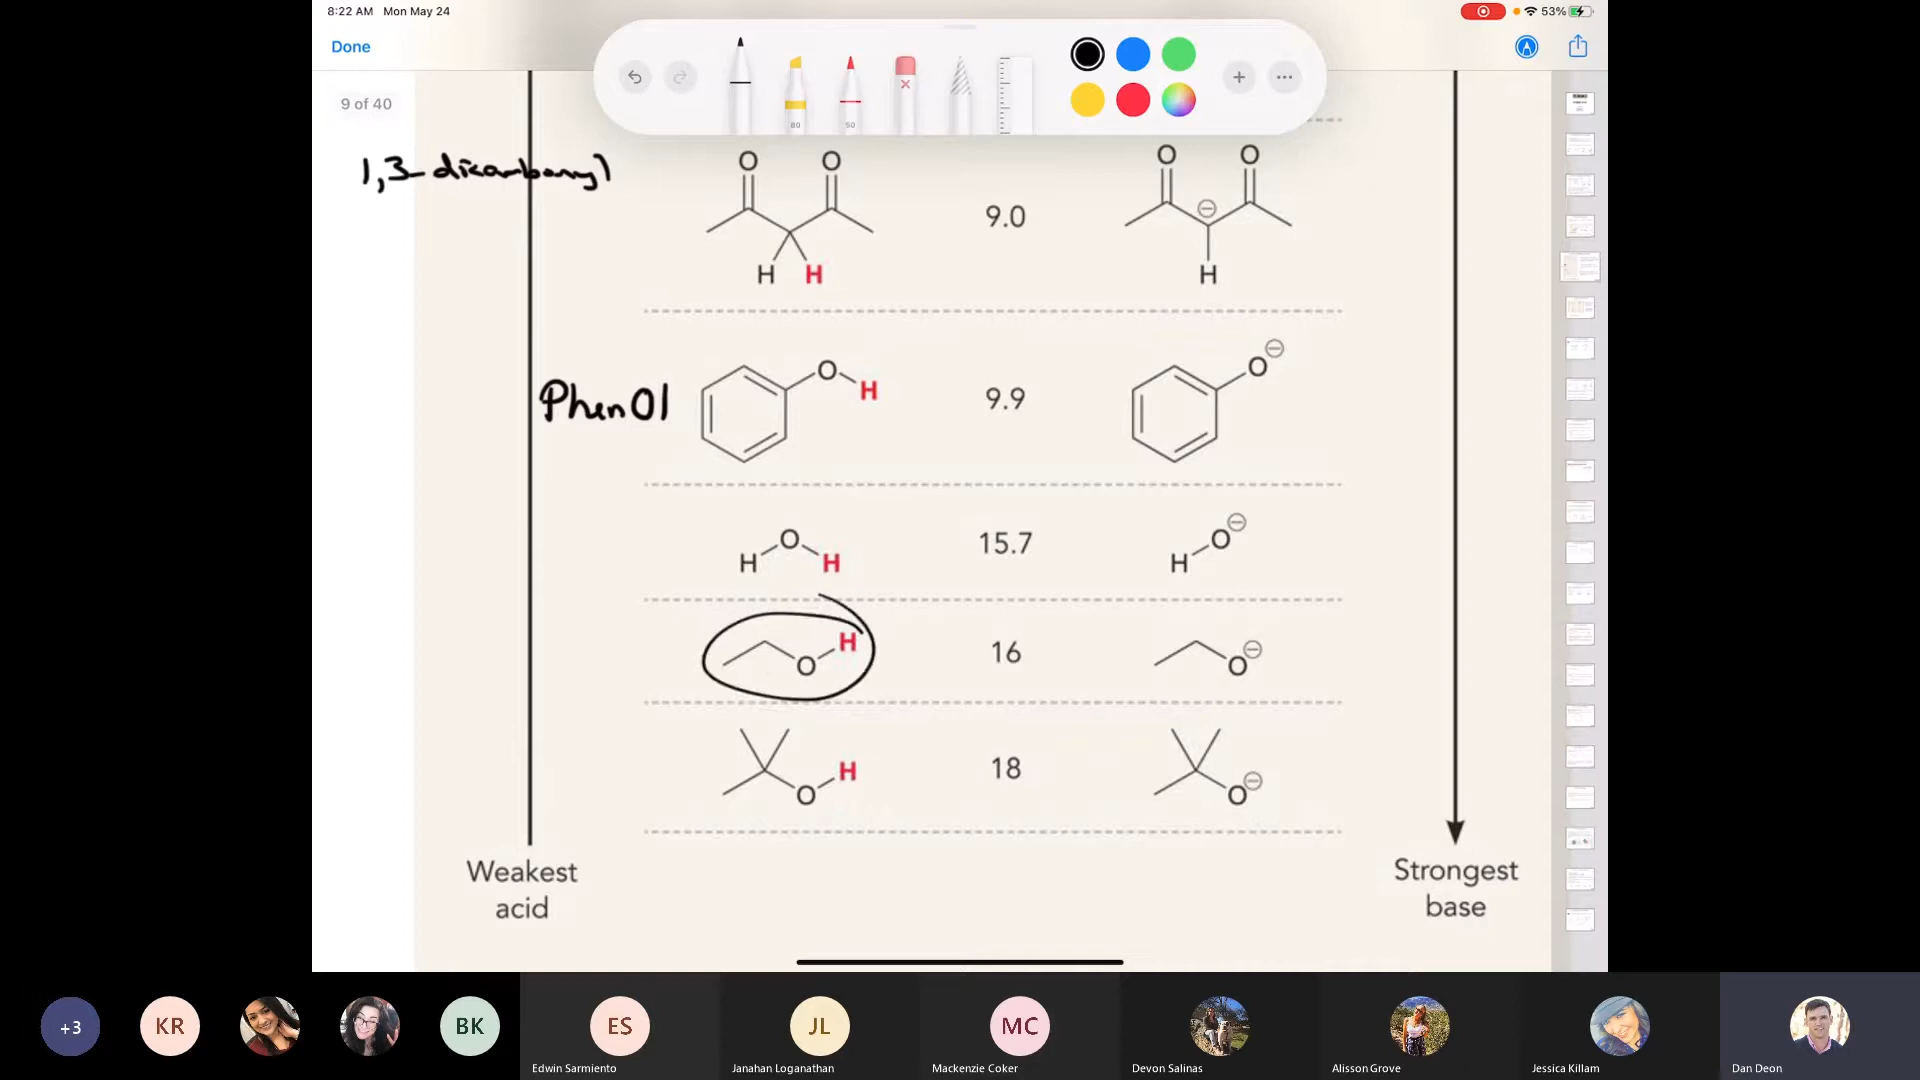 8:22 AM Mon May 24
53%
Done
9 of 40
80
50
1,3-dicarbonyl
O O
9.0
O O
H H
H
Phenol
O
H
9.9
O
O
H H
15.7
O
H
H
O
16
O
H
O
18
O
Weakest
acid
Strongest
base
+3
KR
BK
ES
JL
MC
Edwin Sarmiento
Janahan Loganathan
Mackenzie Coker
Devon Salinas
Alisson Grove
Jessica Killam
Dan Deon